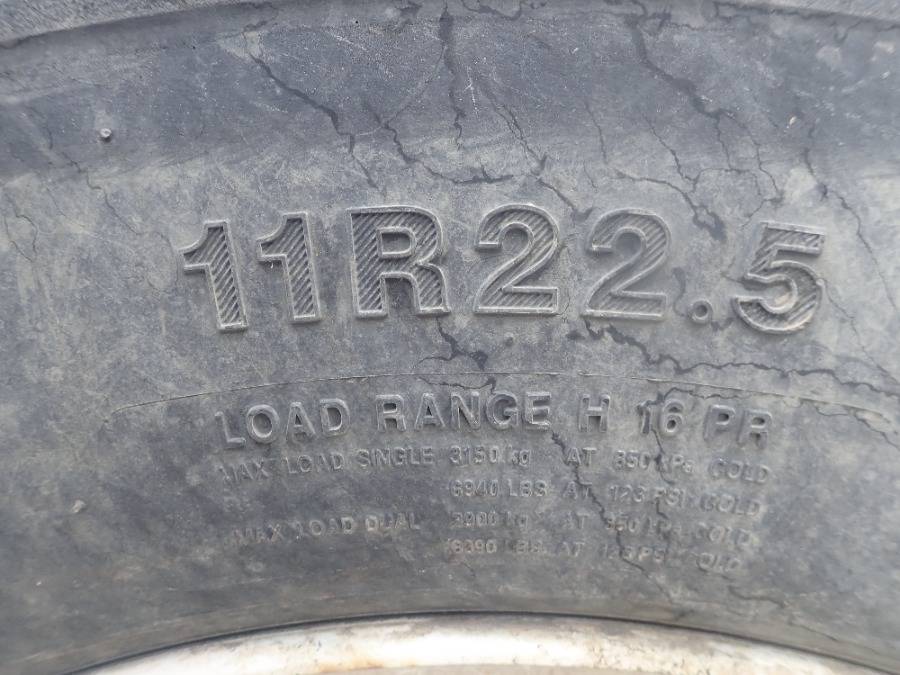 11R22.5
LOAD RANGE H 16 PR
MAX LOAD SINGLE 3150 kg AT 850 kPa COLD
6940 LBS AT 123 PSI COLD
MAX LOAD DUAL 2900 kg AT 850 kPa COLD
6390 LBS AT 123 PSI COLD